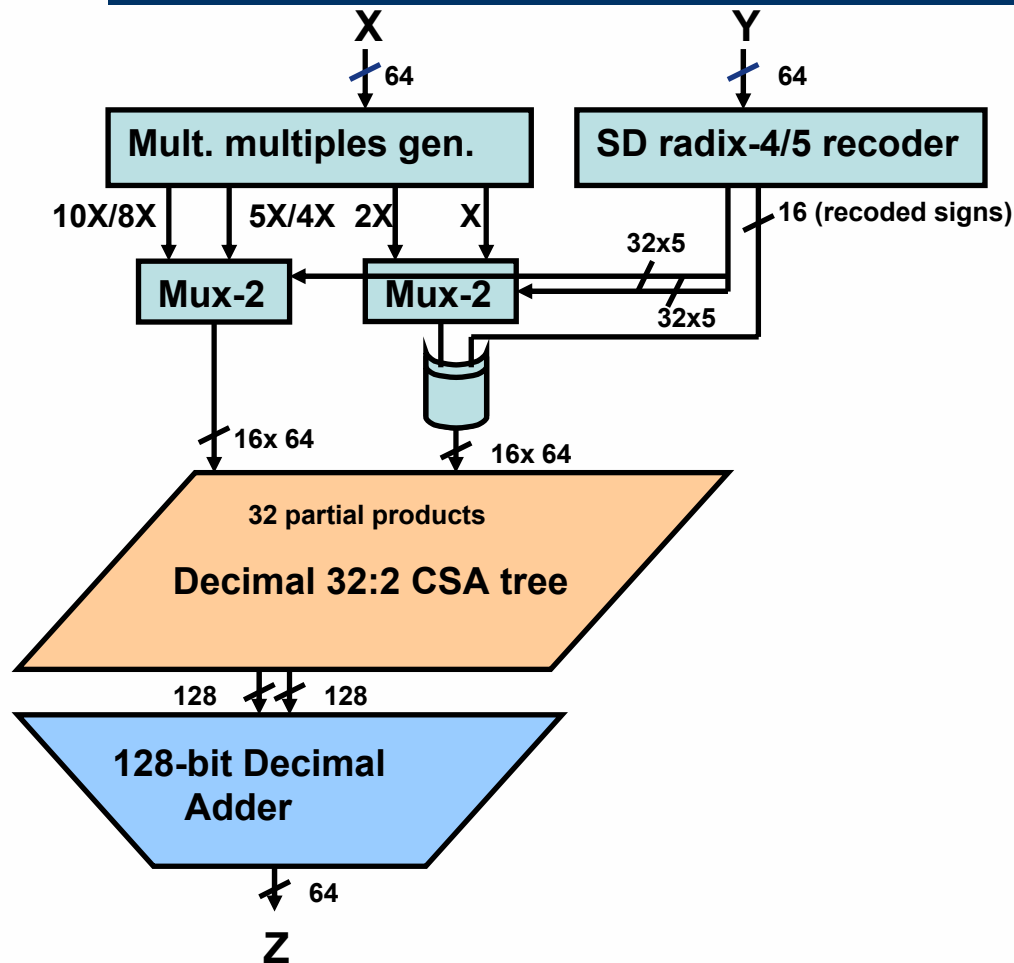 X
Y
64
64
Mult. multiples gen.
SD radix-4/5 recoder
10X/8X
5X/4X
2X
X
16 (recoded signs)
32x5
Mux-2
Mux-2
32x5
16x 64
16x 64
32 partial products
Decimal 32:2 CSA tree
128
128
128-bit Decimal
Adder
64
Z